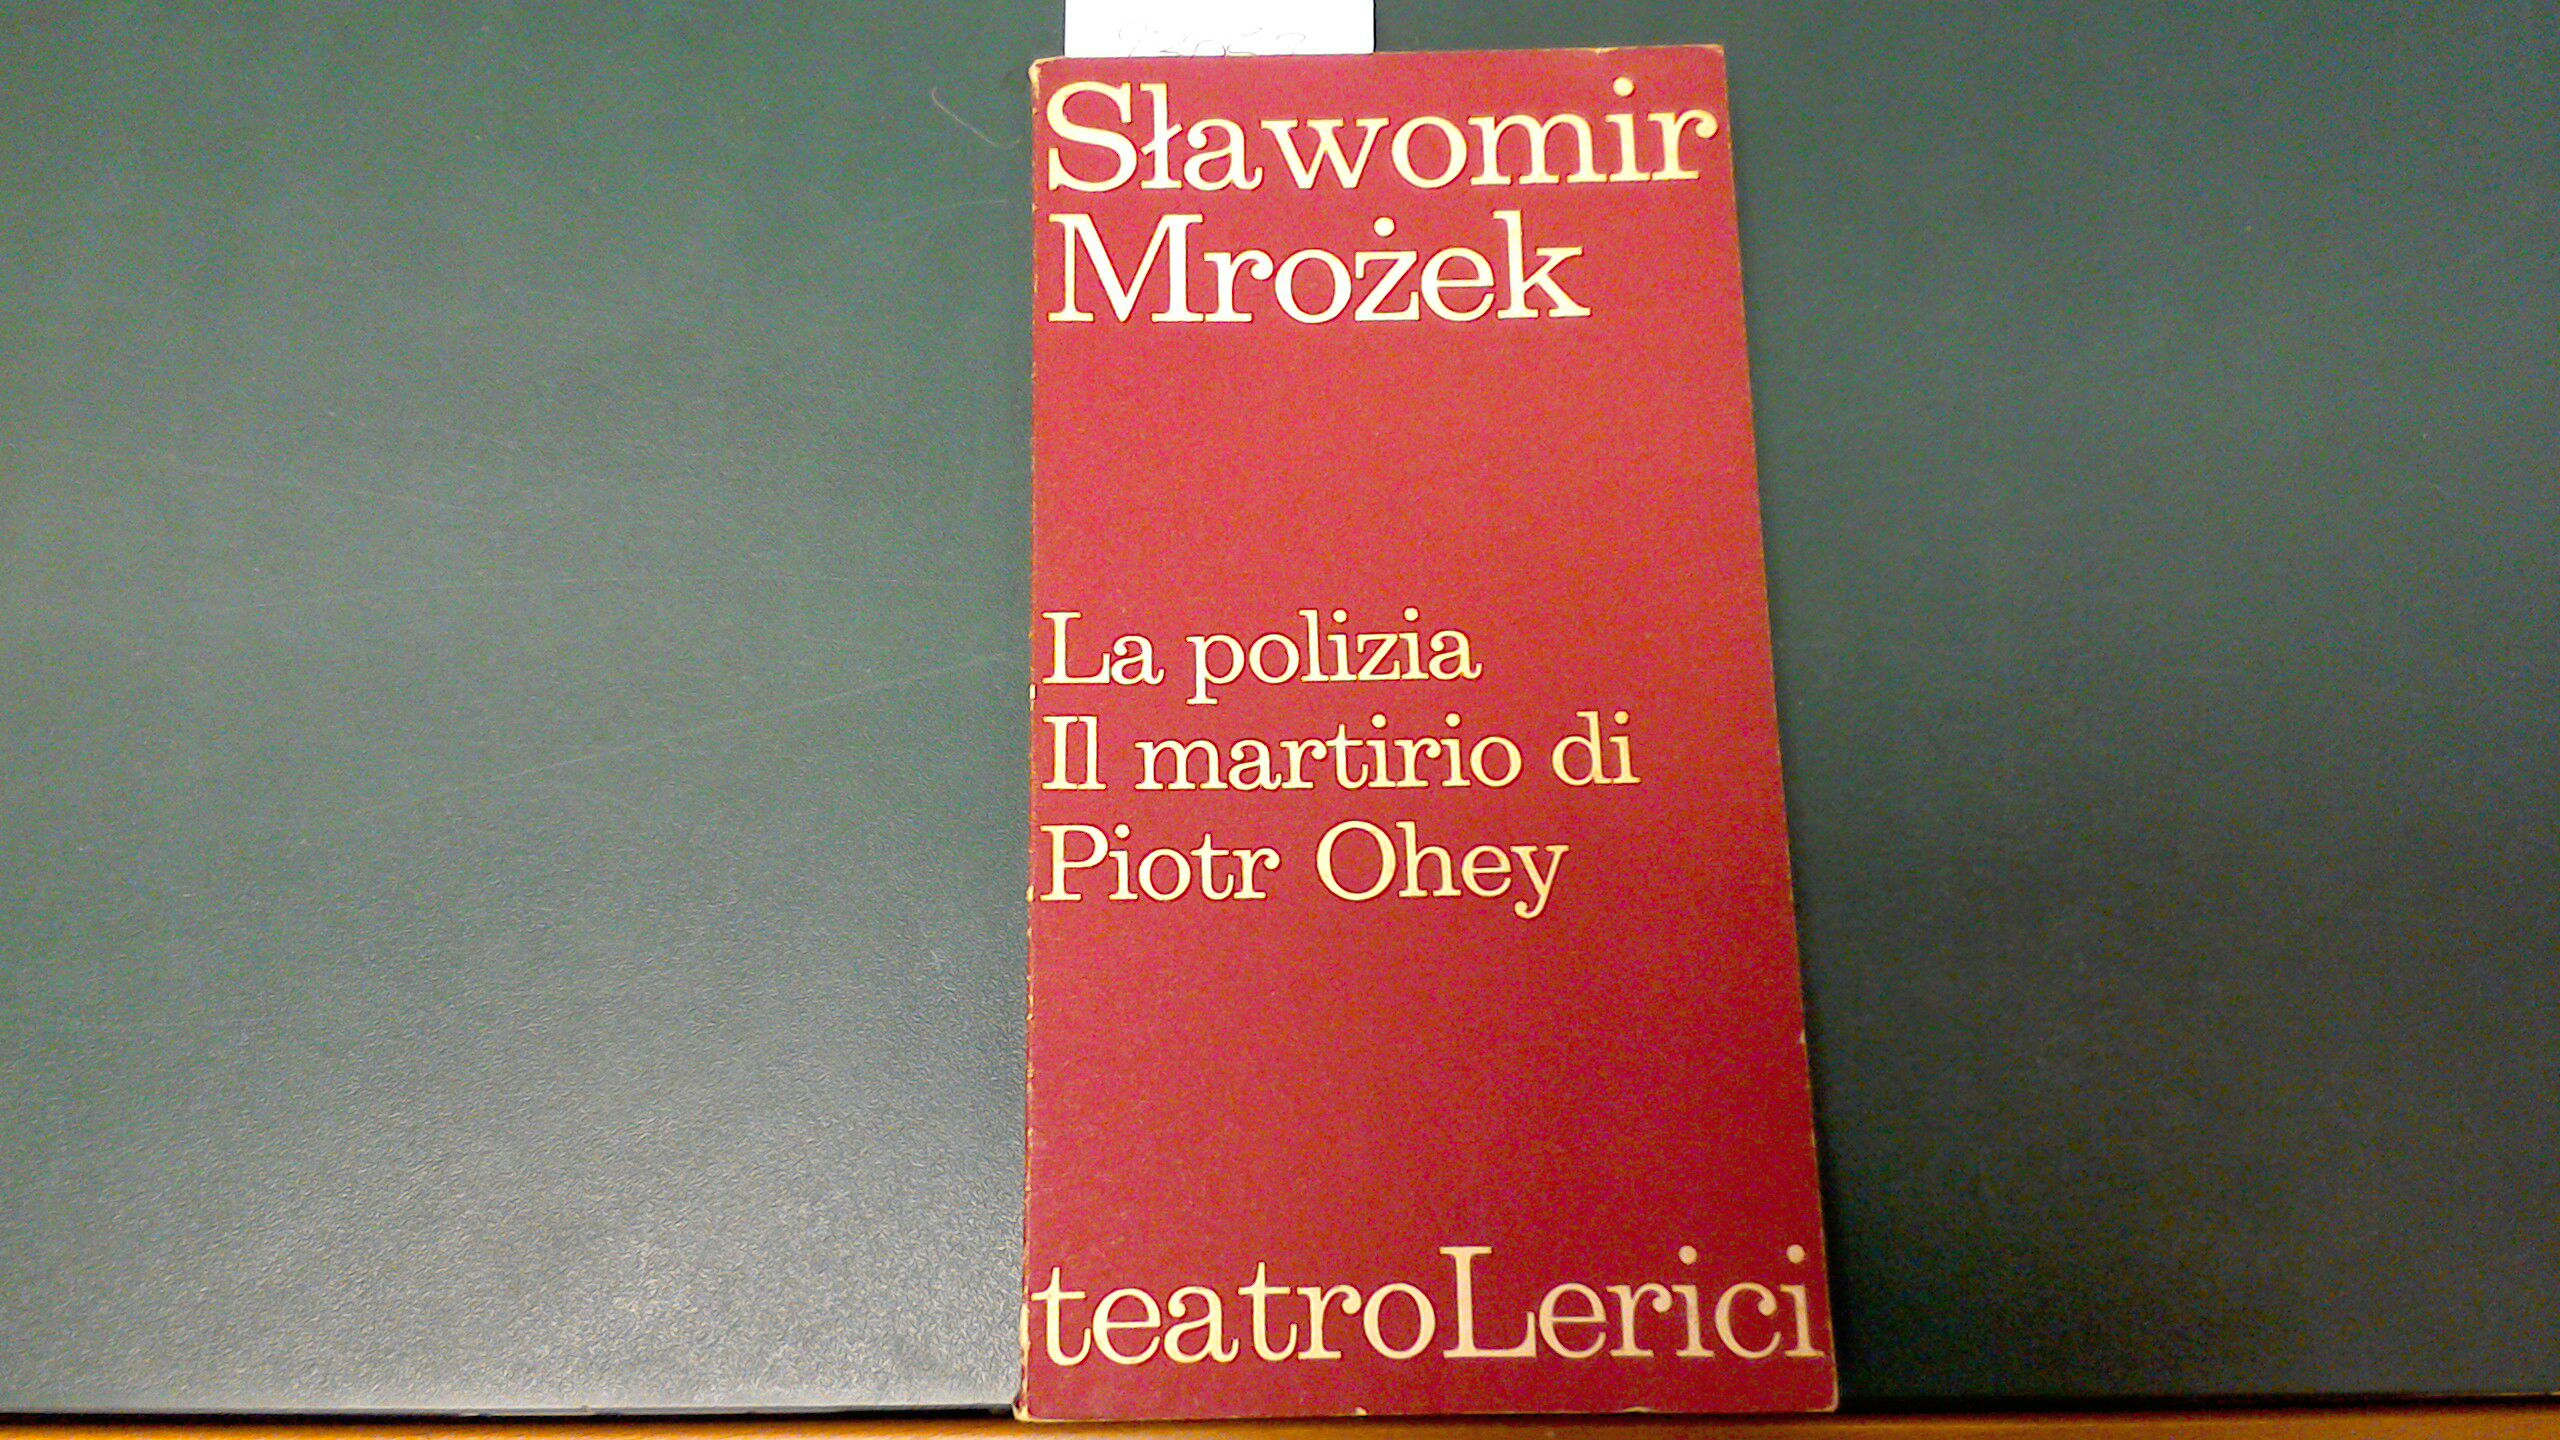 Sławomir
Mrożek
La polizia
Il martirio di
Piotr Ohey
teatroLerici